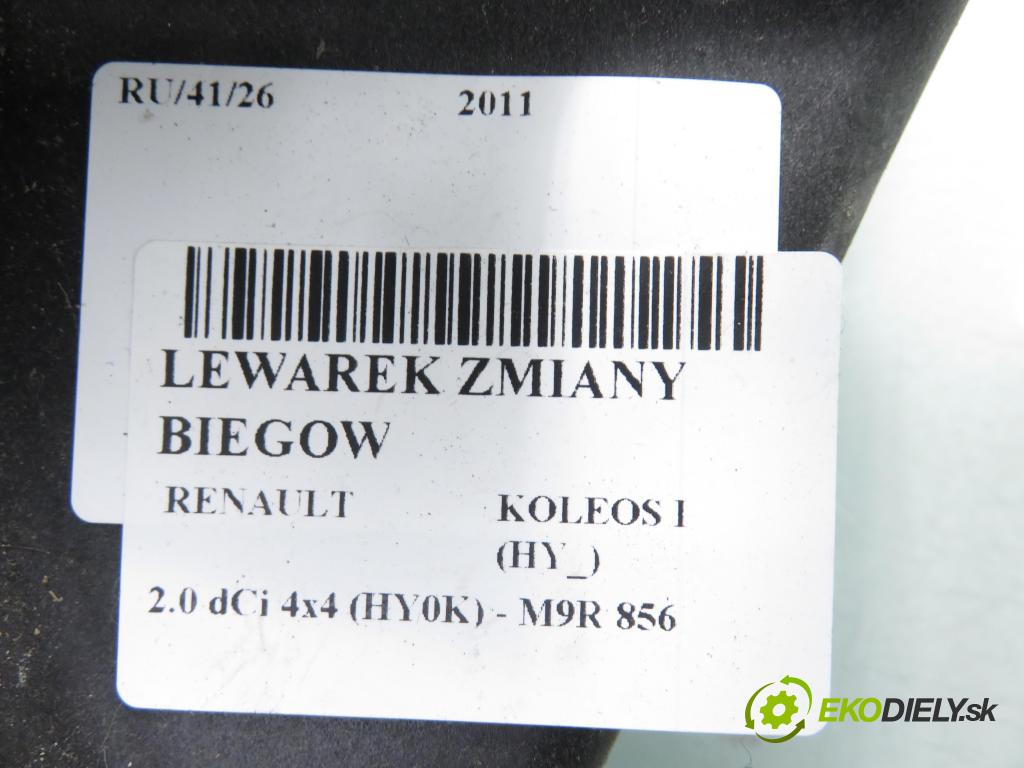 RU/41/26 2011
LEWAREK ZMIANY
BIEGOW
RENAULT KOLEOS I
(HY_)
2.0 dCi 4x4 (HY0K) - M9R 856
EKODIELY.sk